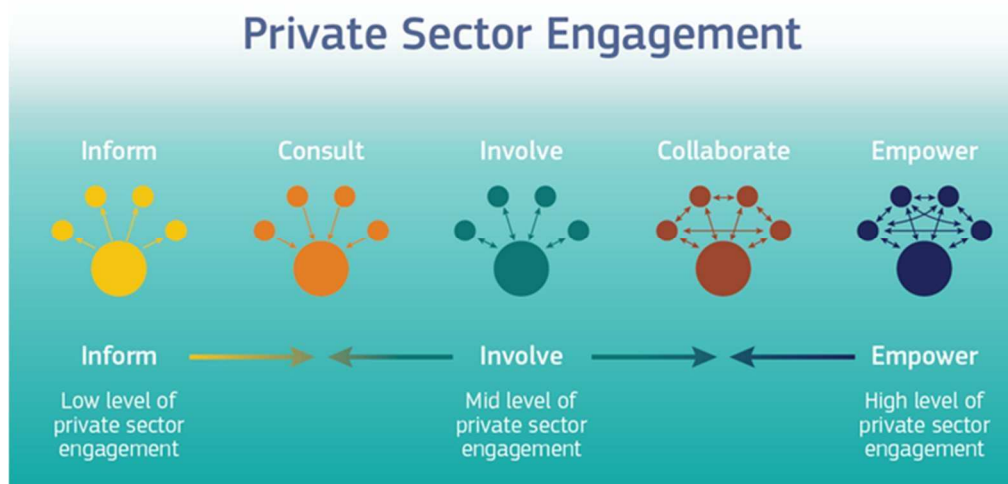 Private Sector Engagement
Inform
Consult
Involve
Collaborate
Empower
Inform
Involve
Empower
Low level of
private sector
engagement
Mid level of
private sector
engagement
High level of
private sector
engagement